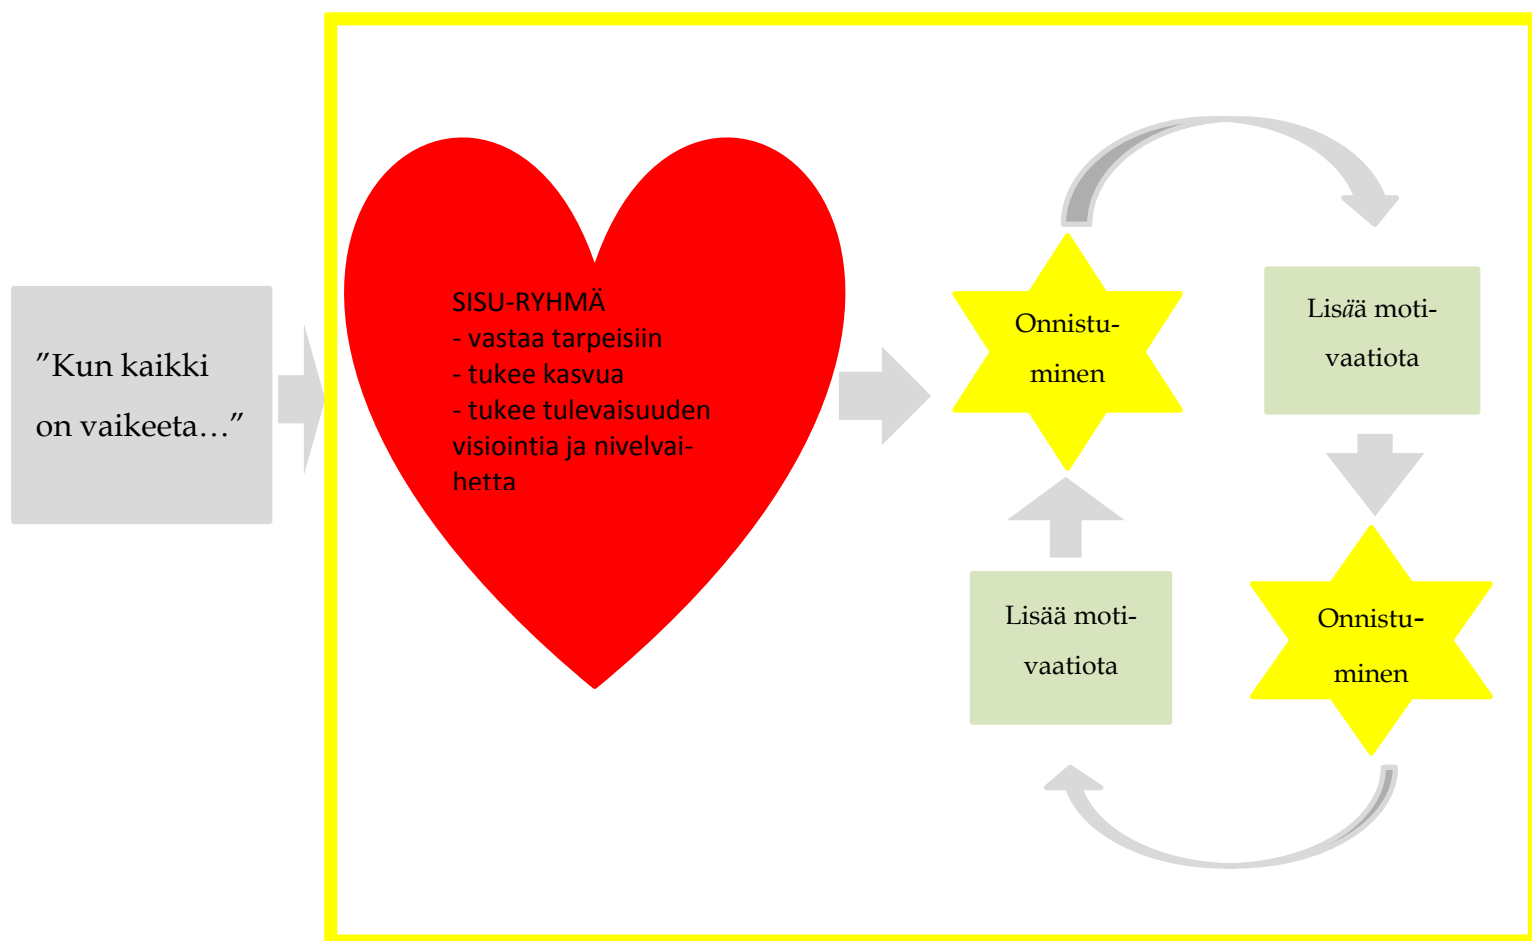 ”Kun kaikki
on vaikeeta…”
SISU-RYHMÄ
- vastaa tarpeisiin
- tukee kasvua
- tukee tulevaisuuden
visiointia ja nivelvai-
hetta
Onnistu-
minen
Lisää moti-
vaatiota
Lisää moti-
vaatiota
Onnistu-
minen